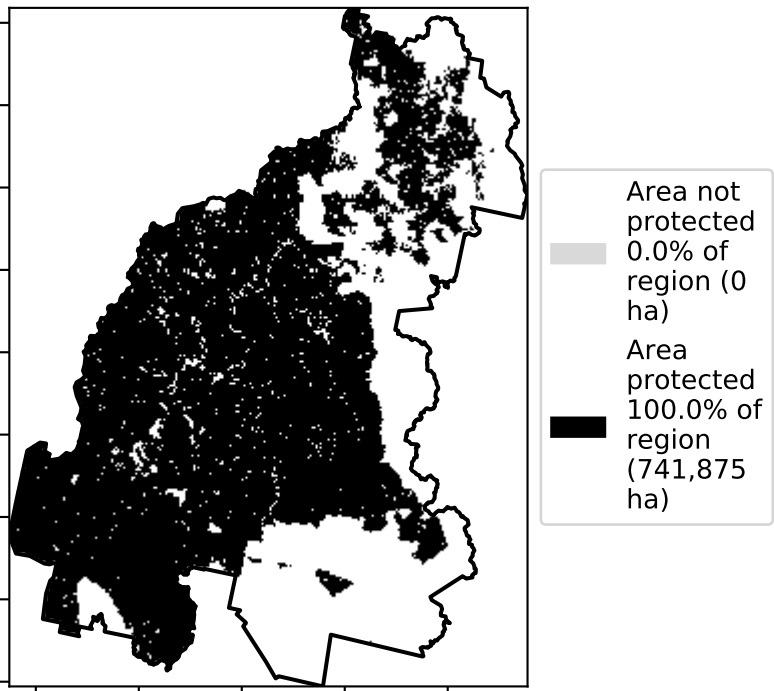 Area not
protected
0.0% of
region (0
ha)
Area
protected
100.0% of
region
(741,875
ha)